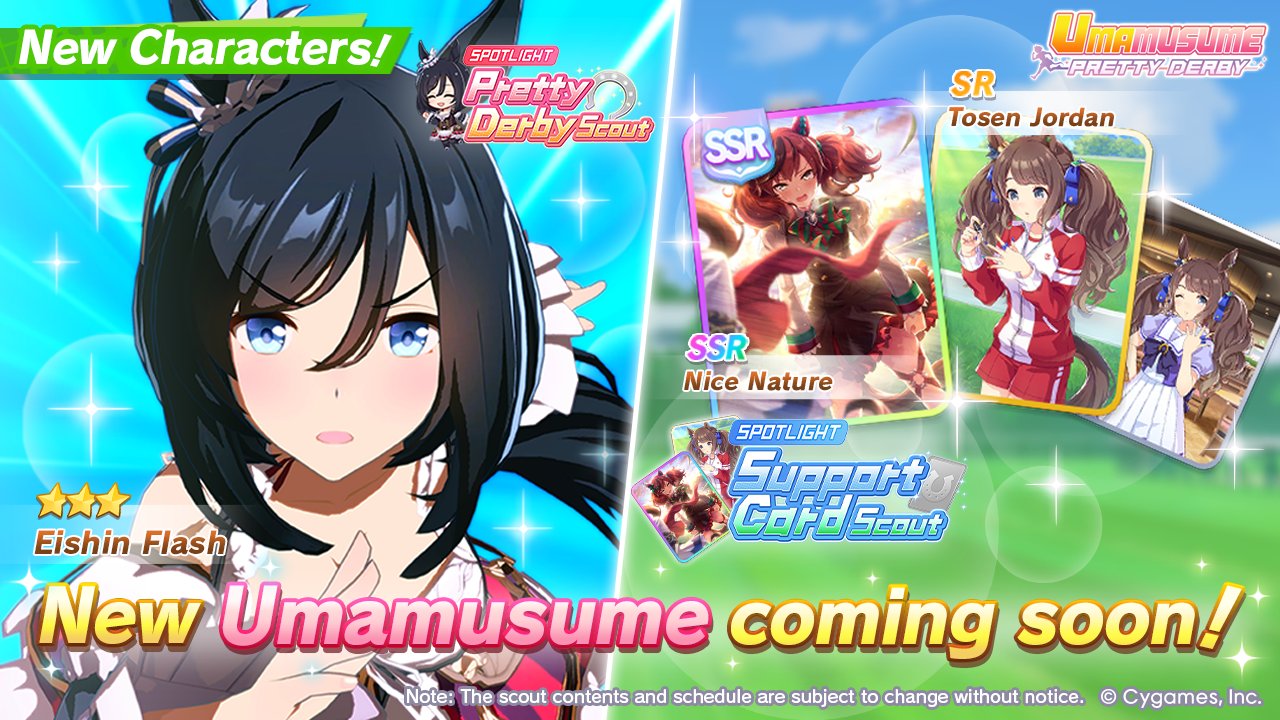 New Characters!
SPOTLIGHT
Pretty
Derby Scout
UMAMUSUME
PRETTY DERBY
SR
Tosen Jordan
SSR
SSR
Nice Nature
SPOTLIGHT
Support
Card Scout
Eishin Flash
New Umamusume coming soon!
Note: The scout contents and schedule are subject to change without notice. © Cygames, Inc.